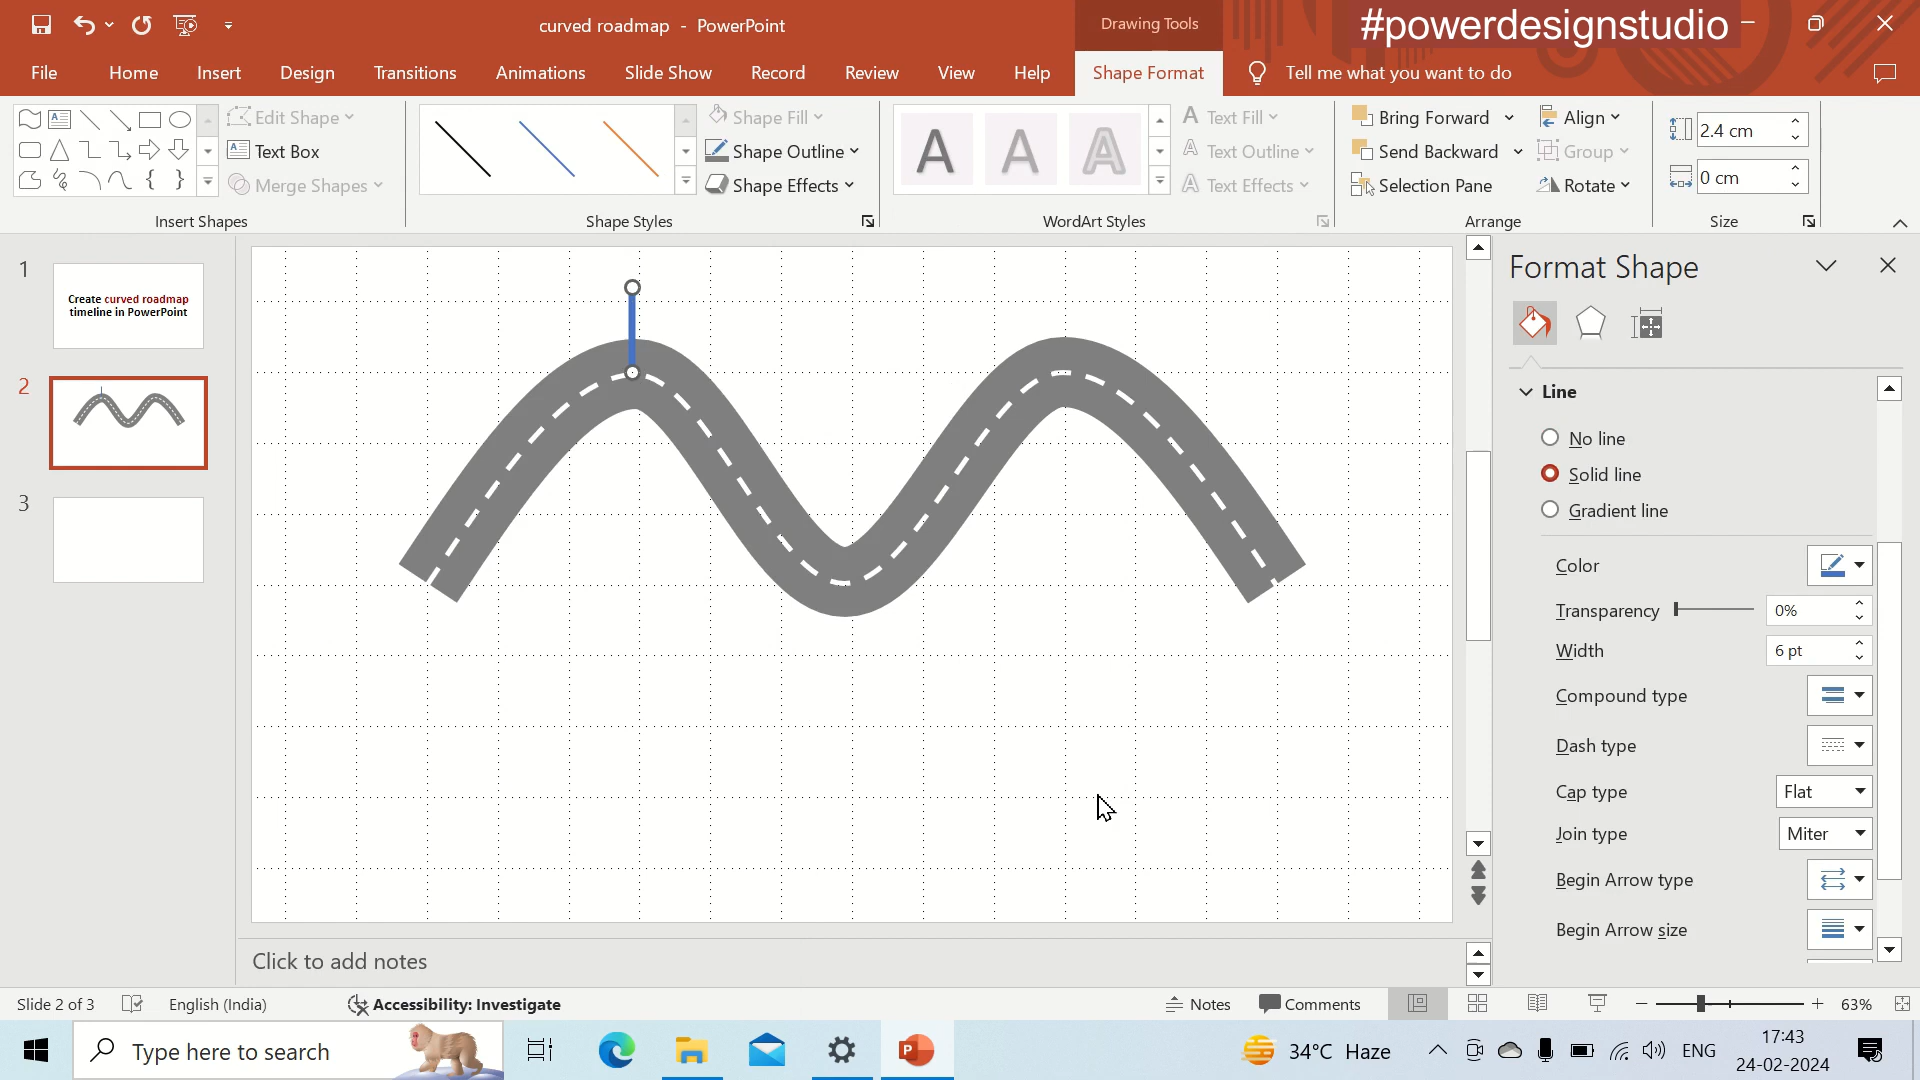 curved roadmap - PowerPoint
Drawing Tools
#powerdesignstudio
File Home Insert Design Transitions Animations Slide Show Record Review View Help Shape Format Tell me what you want to do
Edit Shape
Text Box
Merge Shapes
Insert Shapes
Shape Fill
Shape Outline
Shape Effects
Shape Styles
A A A
Text Fill
Text Outline
Text Effects
WordArt Styles
Bring Forward
Send Backward
Selection Pane
Align
Group
Rotate
Arrange
2.4 cm
0 cm
Size
1
Create curved roadmap
timeline in PowerPoint
2
3
Format Shape
Line
No line
Solid line
Gradient line
Color
Transparency 0%
Width 6 pt
Compound type
Dash type
Cap type Flat
Join type Miter
Begin Arrow type
Begin Arrow size
Click to add notes
Slide 2 of 3 English (India) Accessibility: Investigate Notes Comments 63%
Type here to search
34°C Haze
ENG
17:43
24-02-2024